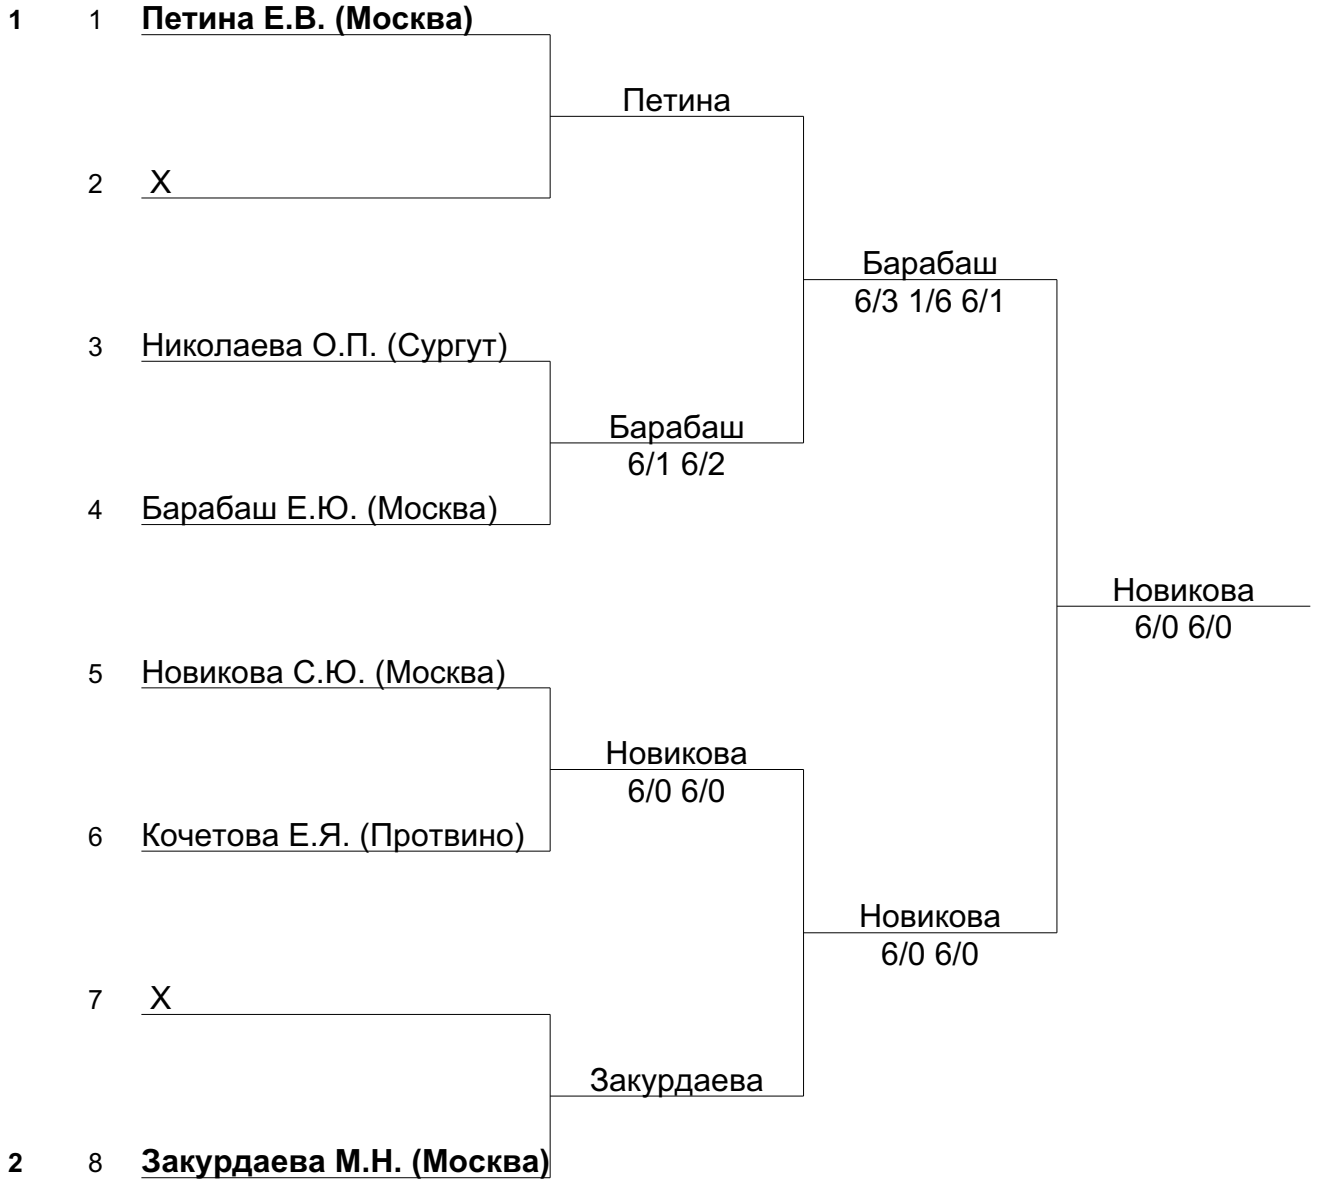 1 1 Петина Е.В. (Москва)
Петина
2 X
Барабаш
6/3 1/6 6/1
3 Николаева О.П. (Сургут)
Барабаш
6/1 6/2
4 Барабаш Е.Ю. (Москва)
Новикова
6/0 6/0
5 Новикова С.Ю. (Москва)
Новикова
6/0 6/0
6 Кочетова Е.Я. (Протвино)
Новикова
6/0 6/0
7 X
Закурдаева
2 8 Закурдаева М.Н. (Москва)